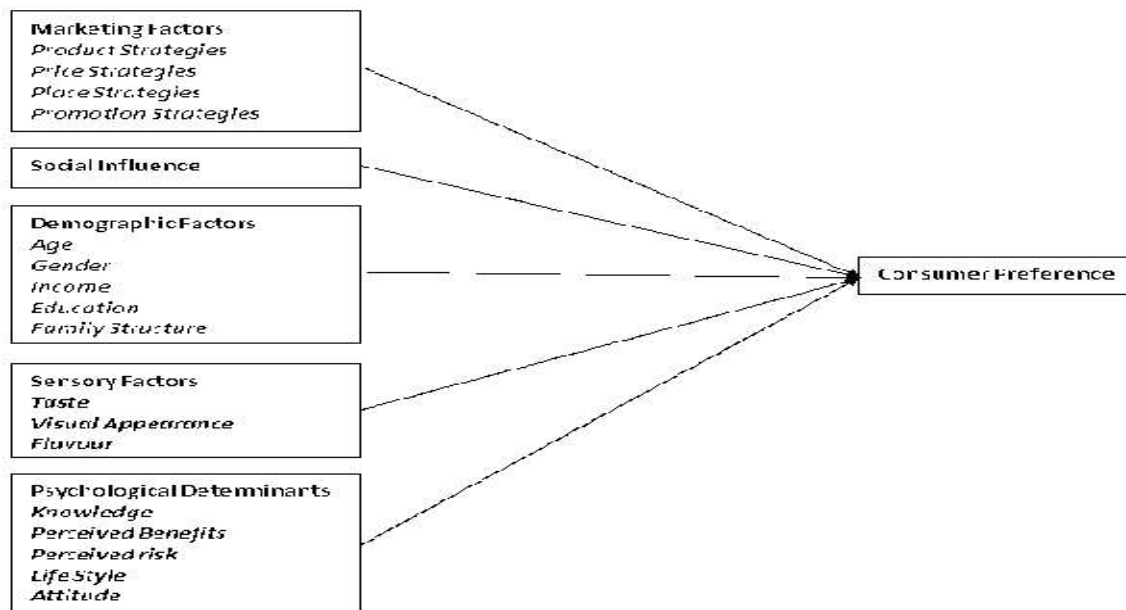 Marketing Factors
Product Strategies
Price Strategies
Place Strategies
Promotion Strategies
Social Influence
Demographic Factors
Age
Gender
Income
Education
Family Structure
Consumer Preference
Sensory Factors
Taste
Visual Appearance
Flavour
Psychological Determinants
Knowledge
Perceived Benefits
Perceived risk
Life Style
Attitude